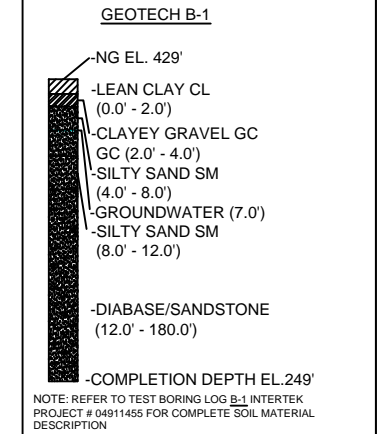 GEOTECH B-1
-NG EL. 429'
-LEAN CLAY CL
(0.0' - 2.0')
-CLAYEY GRAVEL GC
GC (2.0' - 4.0')
-SILTY SAND SM
(4.0' - 8.0')
-GROUNDWATER (7.0')
-SILTY SAND SM
(8.0' - 12.0')
-DIABASE/SANDSTONE
(12.0' - 180.0')
-COMPLETION DEPTH EL.249'
NOTE: REFER TO TEST BORING LOG B-1 INTERTEK
PROJECT # 04911455 FOR COMPLETE SOIL MATERIAL
DESCRIPTION